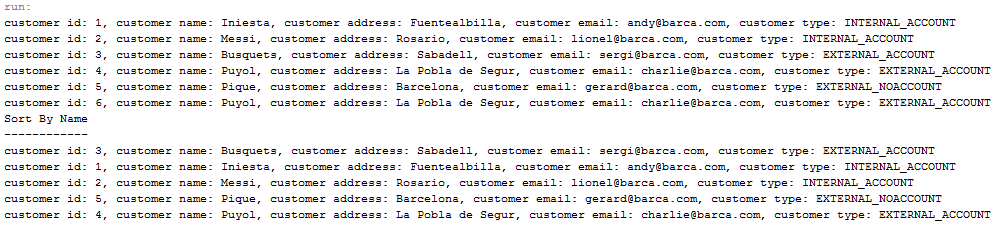 run:
customer id: 1, customer name: Iniesta, customer address: Fuentealbilla, customer email: andy@barca.com, customer type: INTERNAL_ACCOUNT
customer id: 2, customer name: Messi, customer address: Rosario, customer email: lionel@barca.com, customer type: INTERNAL_ACCOUNT
customer id: 3, customer name: Busquets, customer address: Sabadell, customer email: sergi@barca.com, customer type: EXTERNAL_ACCOUNT
customer id: 4, customer name: Puyol, customer address: La Pobla de Segur, customer email: charlie@barca.com, customer type: EXTERNAL_ACCOUNT
customer id: 5, customer name: Pique, customer address: Barcelona, customer email: gerard@barca.com, customer type: EXTERNAL_NOACCOUNT
customer id: 6, customer name: Puyol, customer address: La Pobla de Segur, customer email: charlie@barca.com, customer type: EXTERNAL_ACCOUNT
Sort By Name
------------
customer id: 3, customer name: Busquets, customer address: Sabadell, customer email: sergi@barca.com, customer type: EXTERNAL_ACCOUNT
customer id: 1, customer name: Iniesta, customer address: Fuentealbilla, customer email: andy@barca.com, customer type: INTERNAL_ACCOUNT
customer id: 2, customer name: Messi, customer address: Rosario, customer email: lionel@barca.com, customer type: INTERNAL_ACCOUNT
customer id: 5, customer name: Pique, customer address: Barcelona, customer email: gerard@barca.com, customer type: EXTERNAL_NOACCOUNT
customer id: 4, customer name: Puyol, customer address: La Pobla de Segur, customer email: charlie@barca.com, customer type: EXTERNAL_ACCOUNT